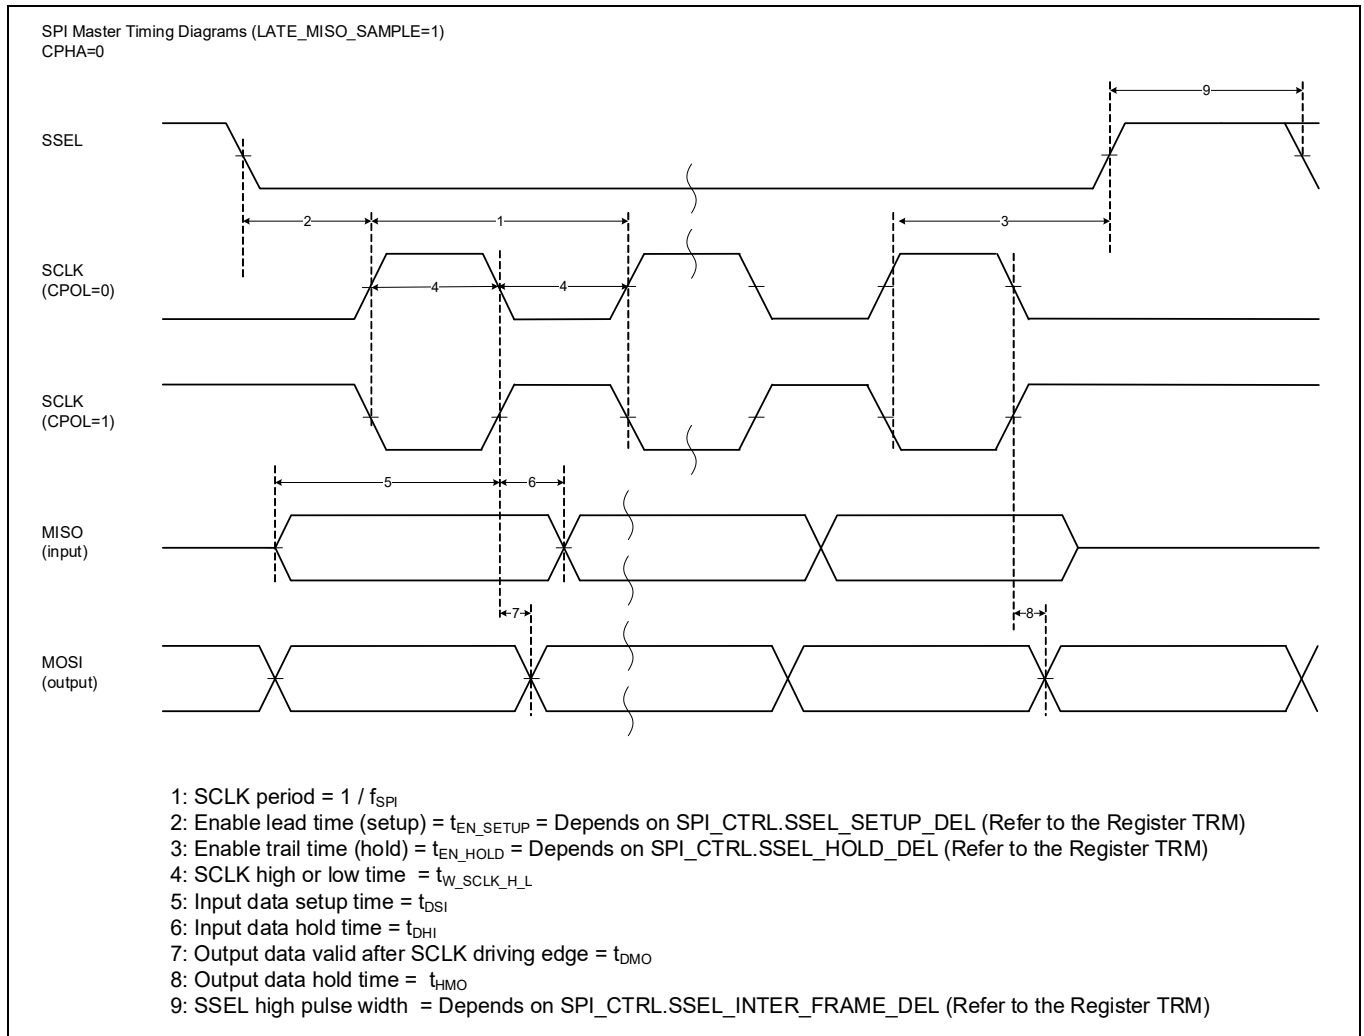 SPI Master Timing Diagrams (LATE_MISO_SAMPLE=1)
CPHA=0
9
SSEL
2
1
3
SCLK
(CPOL=0)
4
4
SCLK
(CPOL=1)
5
6
MISO
(input)
7
8
MOSI
(output)
1: SCLK period = 1 / fSPI
2: Enable lead time (setup) = tEN_SETUP = Depends on SPI_CTRL.SSEL_SETUP_DEL (Refer to the Register TRM)
3: Enable trail time (hold) = tEN_HOLD = Depends on SPI_CTRL.SSEL_HOLD_DEL (Refer to the Register TRM)
4: SCLK high or low time = tW_SCLK_H_L
5: Input data setup time = tDSI
6: Input data hold time = tDHI
7: Output data valid after SCLK driving edge = tDMO
8: Output data hold time = tHMO
9: SSEL high pulse width = Depends on SPI_CTRL.SSEL_INTER_FRAME_DEL (Refer to the Register TRM)